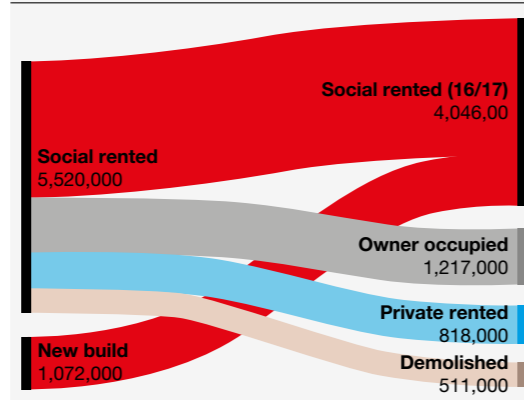 Social rented (16/17)
4,046,00
Social rented
5,520,000
Owner occupied
1,217,000
Private rented
818,000
New build
1,072,000
Demolished
511,000